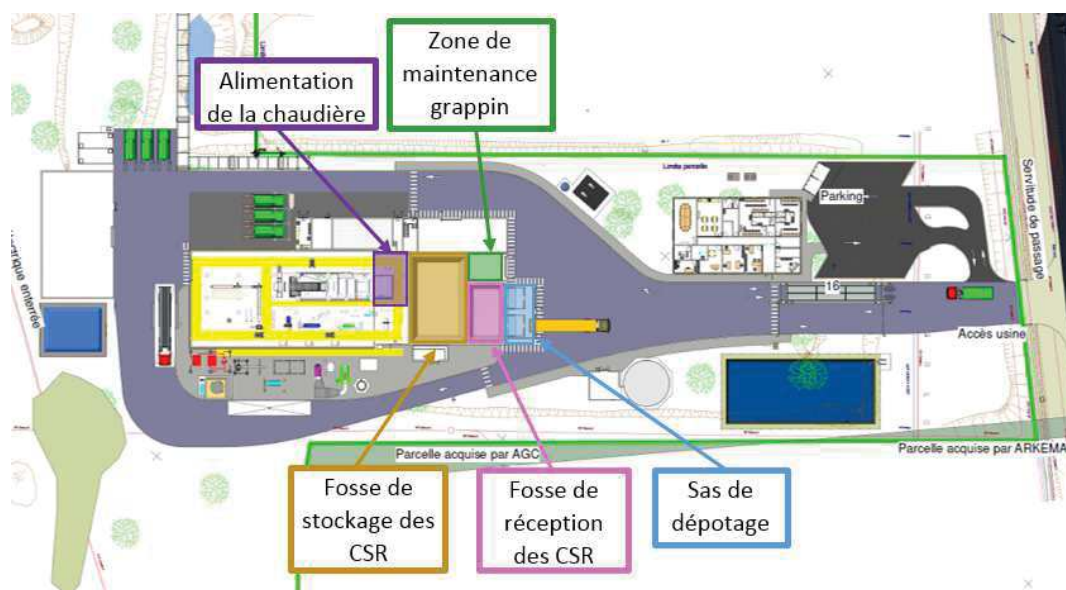 Zone de
maintenance
grappin
Alimentation
de la chaudière
Limite parcelle
Parking
Servitude de passage
16
Accès usine
trique enterrée
Parcelle acquise par AGC
Parcelle acquise par ARKEMA
Fosse de
stockage des
CSR
Fosse de
réception
des CSR
Sas de
dépotage